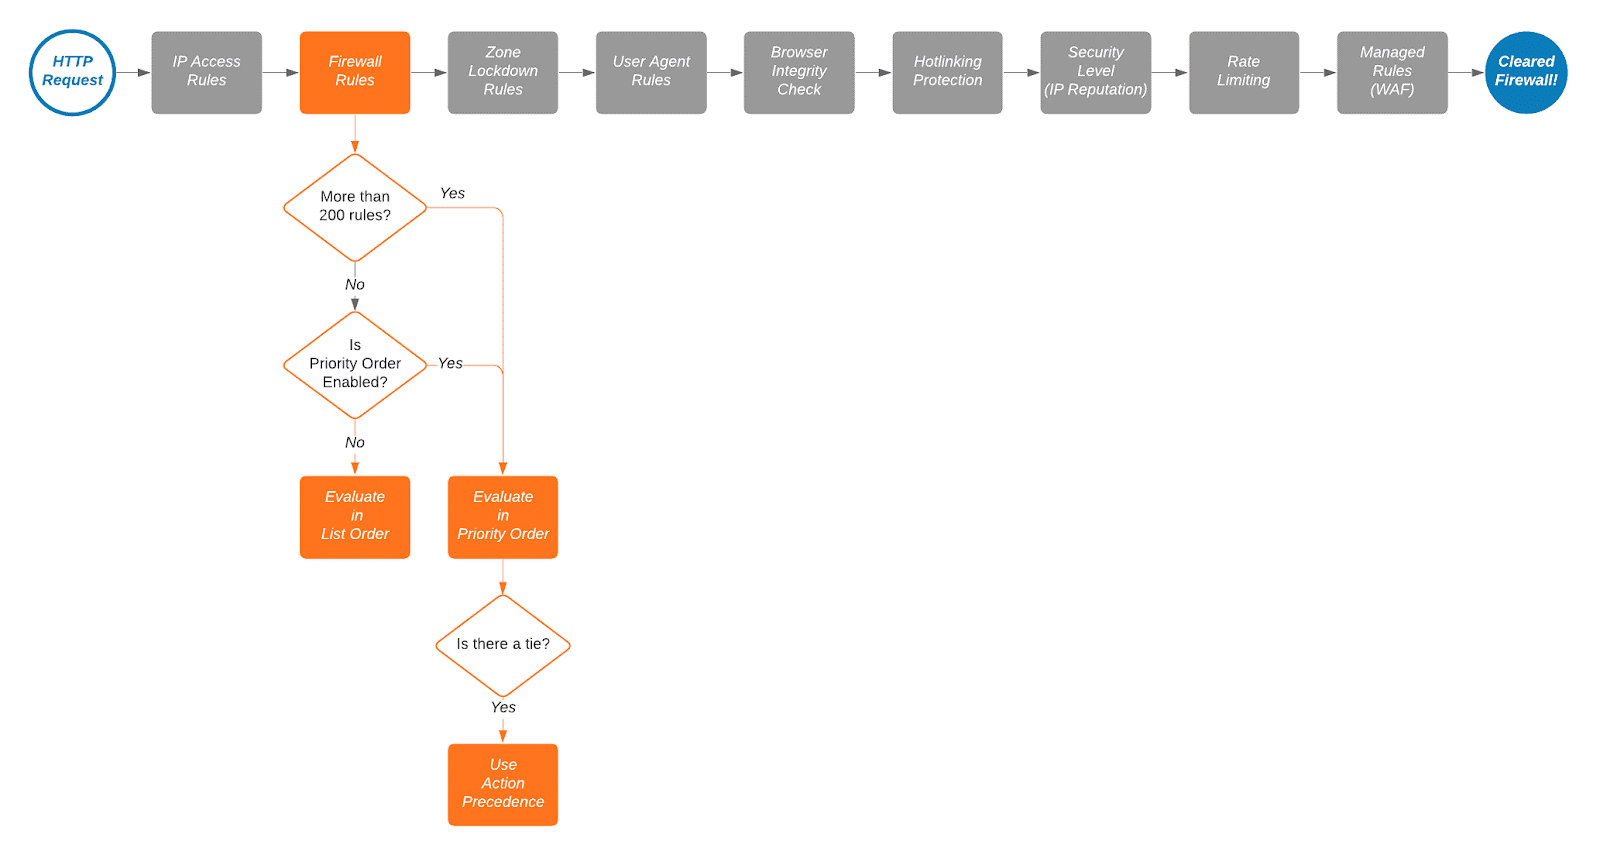 HTTP
Request
IP Access
Rules
Firewall
Rules
Zone
Lockdown
Rules
User Agent
Rules
Browser
Integrity
Check
Hotlinking
Protection
Security
Level
(IP Reputation)
Rate
Limiting
Managed
Rules
(WAF)
Cleared
Firewall!
More than
200 rules?
Yes
No
Is
Priority Order
Enabled?
Yes
No
Evaluate
in
List Order
Evaluate
in
Priority Order
Is there a tie?
Yes
Use
Action
Precedence